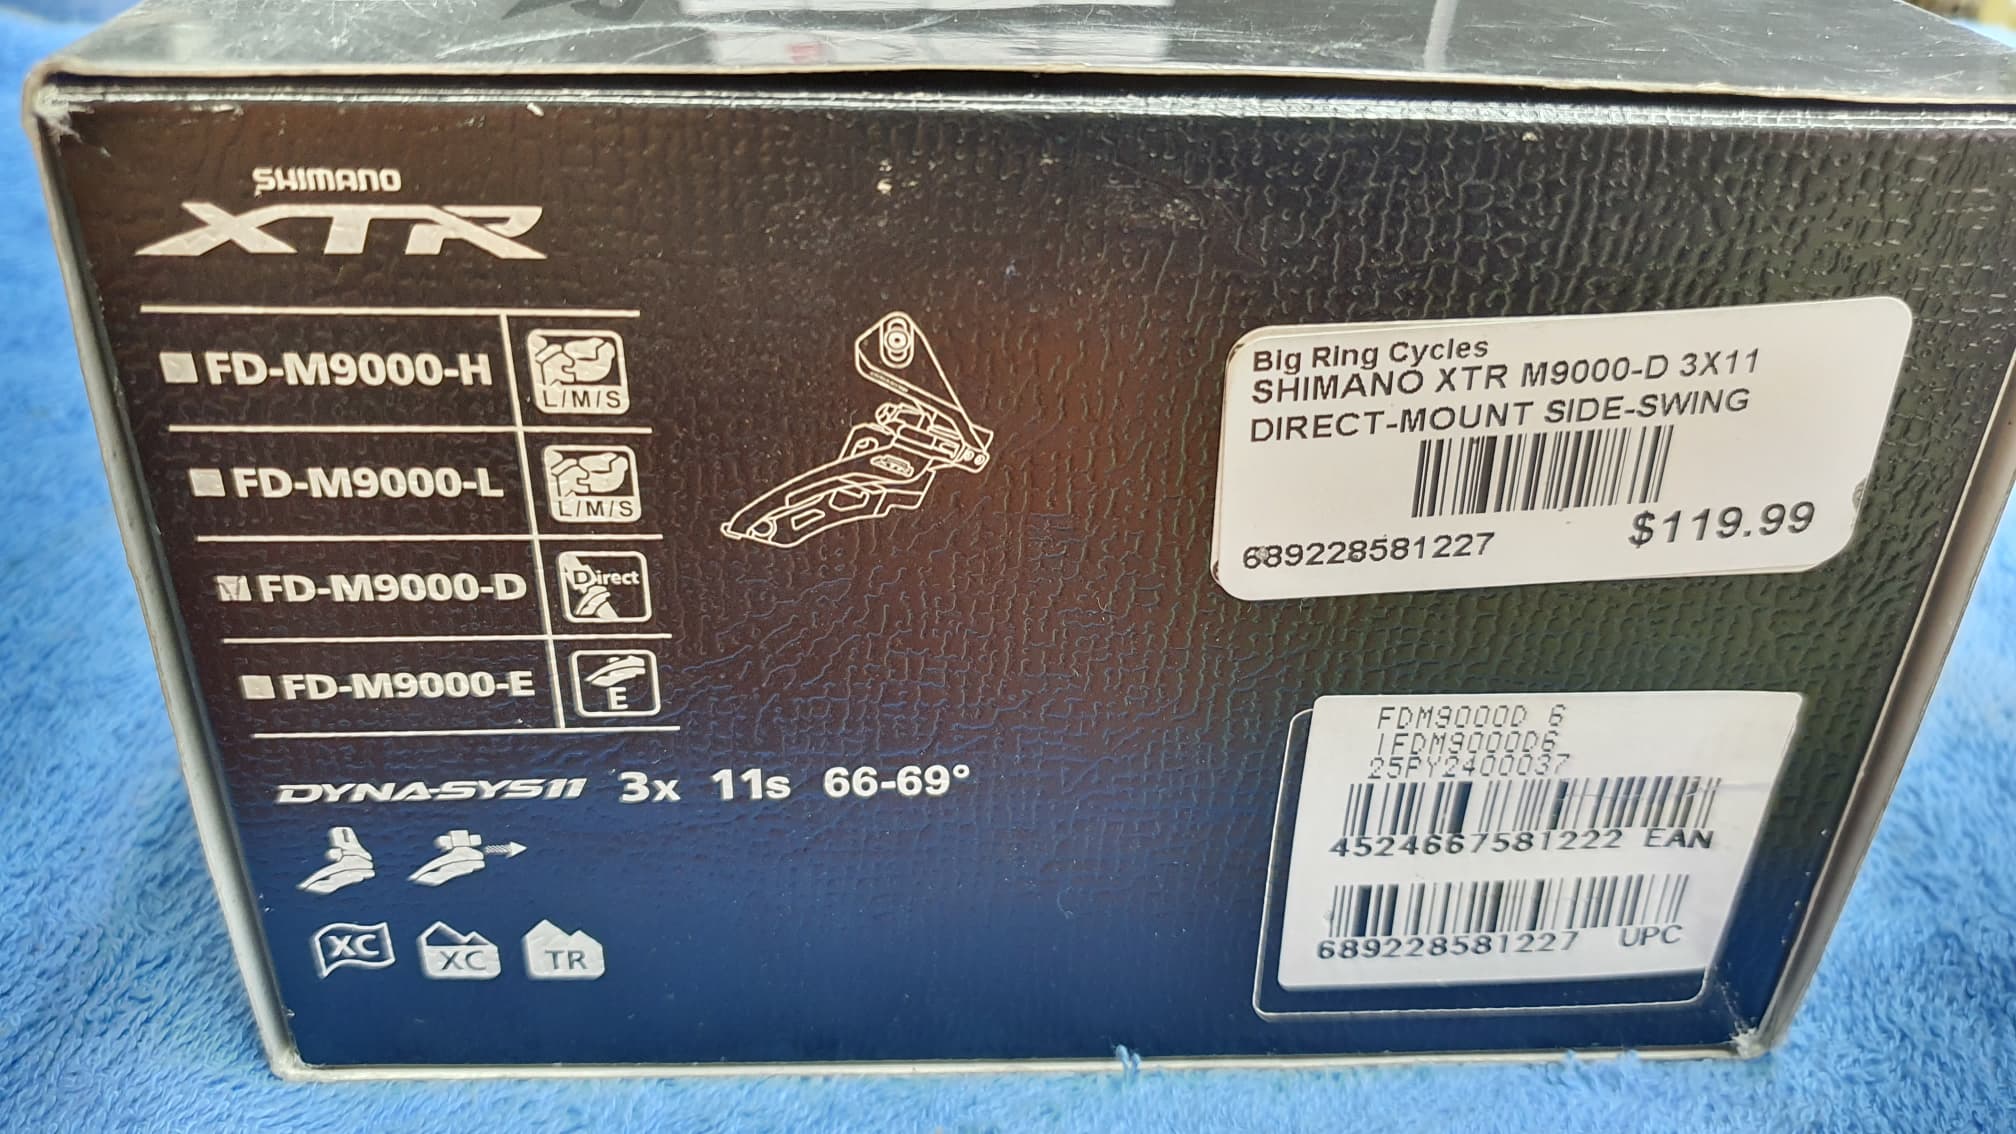 SHIMANO
XTR
FD-M9000-H
L/M/S
FD-M9000-L
L/M/S
FD-M9000-D
Direct
FD-M9000-E
E
DYNA-SYS11 3x 11s 66-69°
XC
XC
TR
XTR
Big Ring Cycles
SHIMANO XTR M9000-D 3X11
DIRECT-MOUNT SIDE-SWING
689228581227
$119.99
FDM9000D 6
IFDM9000D6
25PY2400037
4524667581222 EAN
689228581227 UPC